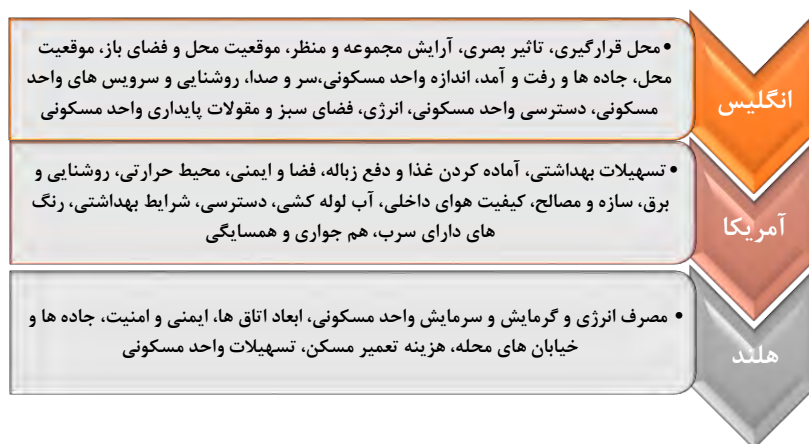 انگلیس
•محل قرارگیری، تاثیر بصری، آرایش مجموعه و منظر، موقعیت محل و فضای باز، موقعیت
محل، جاده ها و رفت و آمد، اندازه واحد مسکونی،سر و صدا، روشنایی و سرویس های واحد
مسکونی، دسترسی واحد مسکونی، انرژی، فضای سبز و مقولات پایداری واحد مسکونی
آمریکا
•تسهیلات بهداشتی، آماده کردن غذا و دفع زباله، فضا و ایمنی، محیط حرارتی، روشنایی و
برق، سازه و مصالح، کیفیت هوای داخلی، آب لوله کشی، دسترسی، شرایط بهداشتی، رنگ
های دارای سرب، هم جواری و همسایگی
هلند
• مصرف انرژی و گرمایش و سرمایش واحد مسکونی، ابعاد اتاق ها، ایمنی و امنیت، جاده ها و
خیابان های محله، هزینه تعمیر مسکن، تسهیلات واحد مسکونی